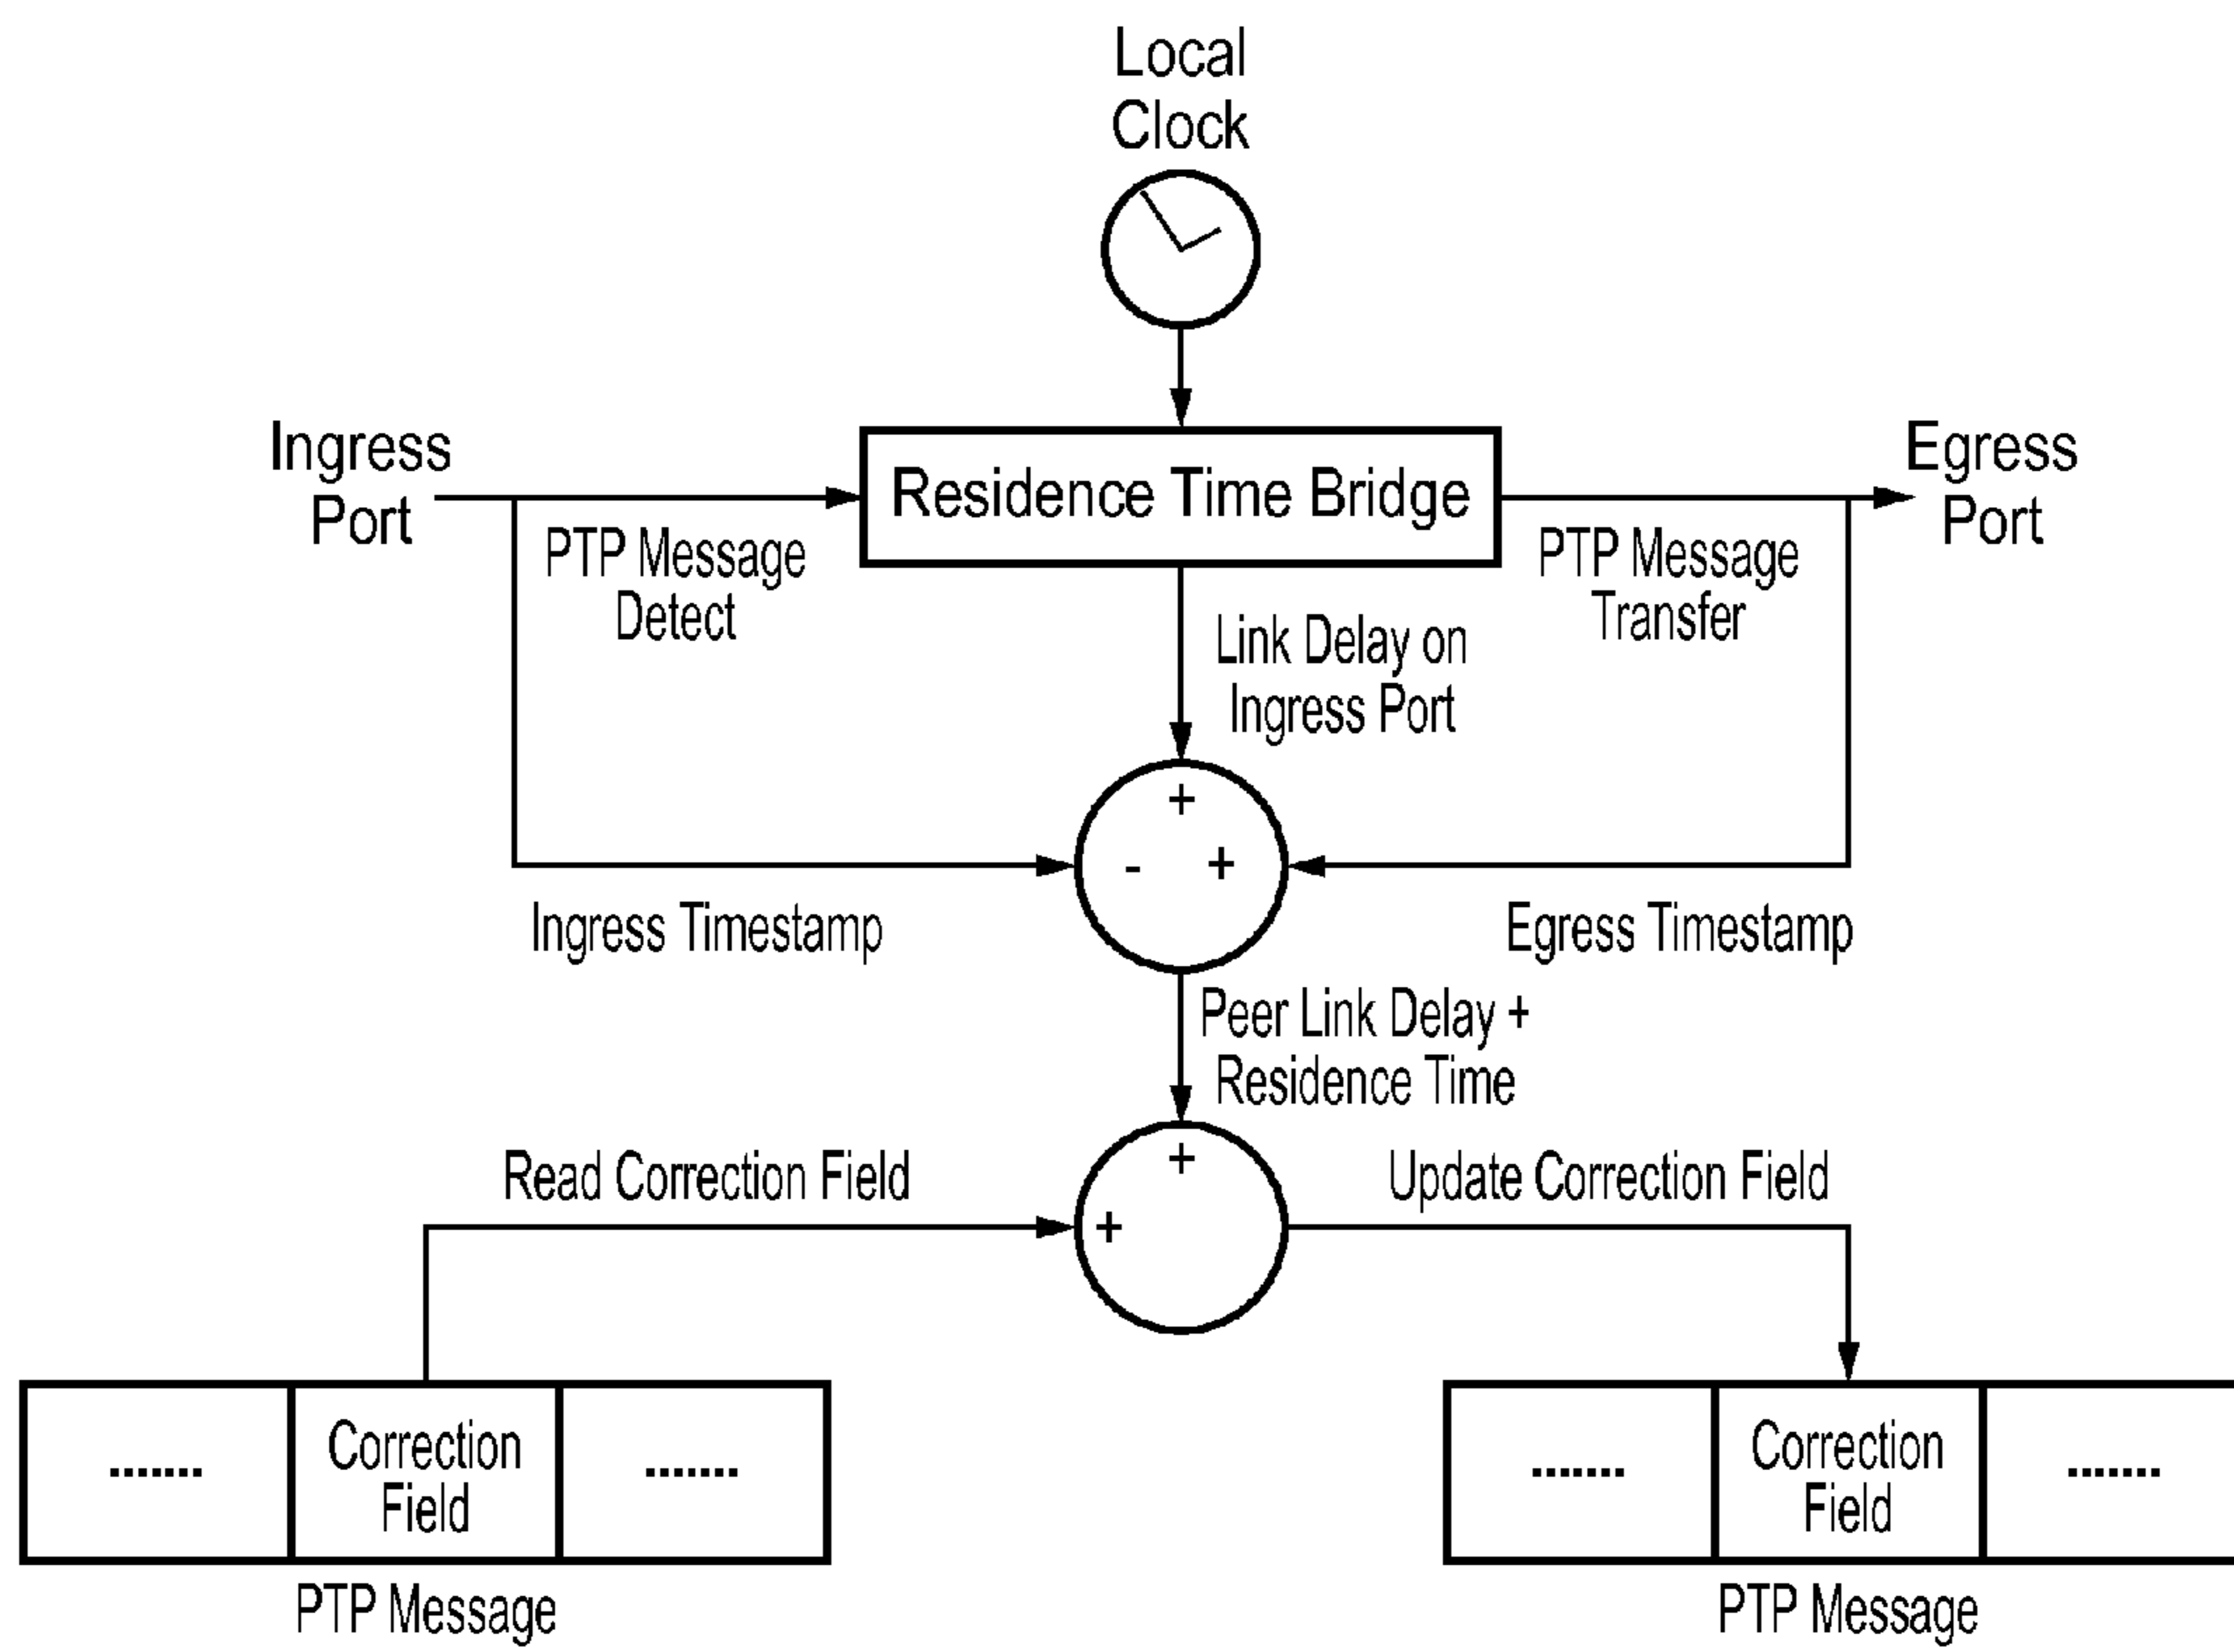 Local
Clock
Ingress
Port
Residence Time Bridge
Egress
Port
PTP Message
Detect
PTP Message
Transfer
Link Delay on
Ingress Port
+
- +
Ingress Timestamp
Egress Timestamp
Peer Link Delay +
Residence Time
Read Correction Field
+
+
Update Correction Field
........
Correction
Field
........
........
Correction
Field
........
PTP Message
PTP Message